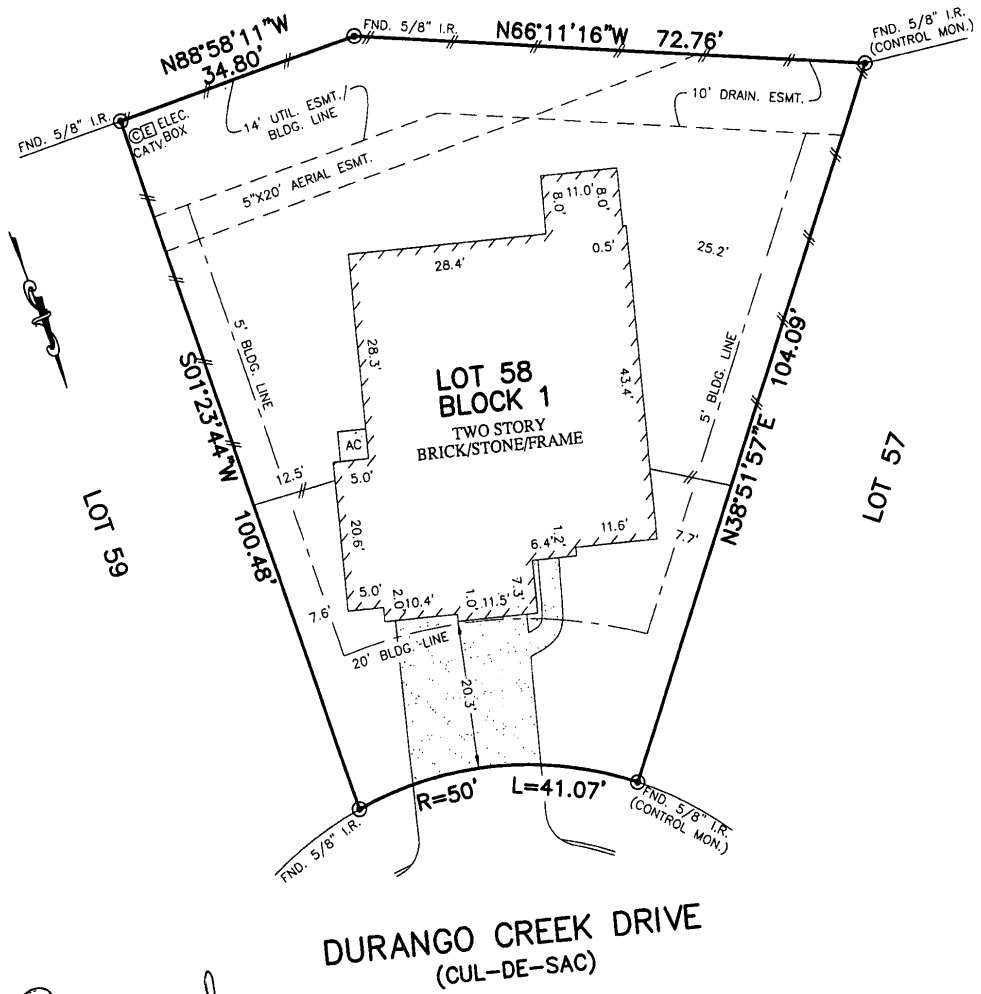 N88°58'11"W
34.80'
FND. 5/8" I.R.
N66°11'16"W 72.76'
FND. 5/8" I.R.
(CONTROL MON.)
FND. 5/8" I.R.
ⒸE ELEC.
CATV BOX
14' UTIL. ESMT./
BLDG. LINE
10' DRAIN. ESMT.
5"X20' AERIAL ESMT.
8.0'
11.0'
8.0'
0.5'
25.2'
28.4'
28.3'
43.4'
5' BLDG. LINE
5' BLDG. LINE
S01°23'44"W 100.48'
N38°51'57"E 104.09'
LOT 58
BLOCK 1
TWO STORY
BRICK/STONE/FRAME
AC
12.5'
5.0'
LOT 59
LOT 57
20.6'
11.6'
1.2'
6.4'
7.7'
7.3'
5.0'
2.0'
10.4'
1.0'
11.5'
7.6'
20' BLDG. LINE
20.3'
R=50' L=41.07'
FND. 5/8" I.R.
FND. 5/8" I.R.
(CONTROL MON.)
DURANGO CREEK DRIVE
(CUL-DE-SAC)